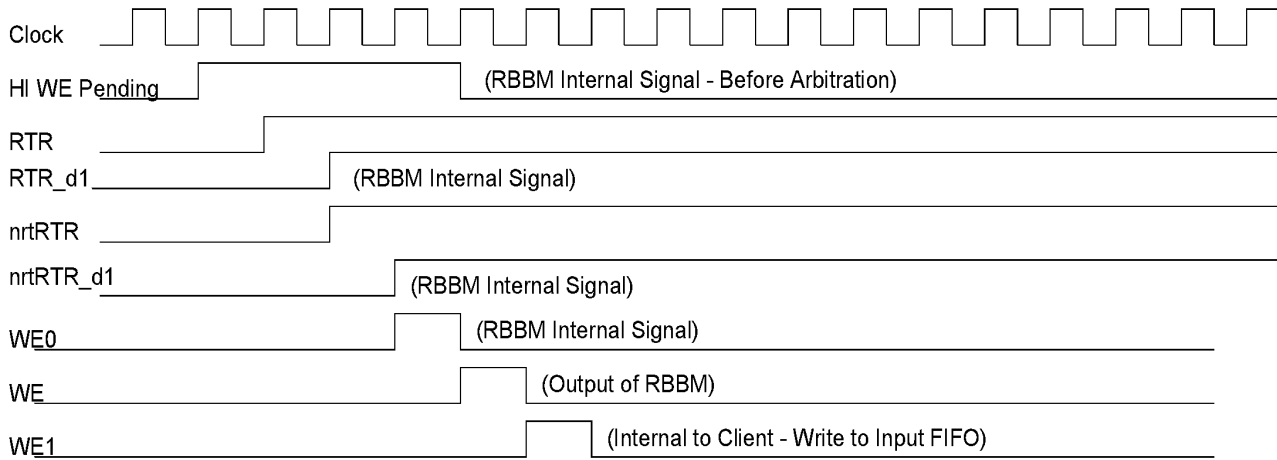 Clock
HI WE Pending
(RBBM Internal Signal - Before Arbitration)
RTR
RTR_d1
(RBBM Internal Signal)
nrtRTR
nrtRTR_d1
(RBBM Internal Signal)
WE0
(RBBM Internal Signal)
WE
(Output of RBBM)
WE1
(Internal to Client - Write to Input FIFO)